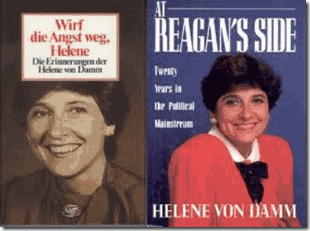 Wirf
die Angst weg,
Helene
Die Erinnerungen der
Helene von Damm
AT
REAGAN'S SIDE
Twenty
Years in
the Political
Mainstream
HELENE VON DAMM